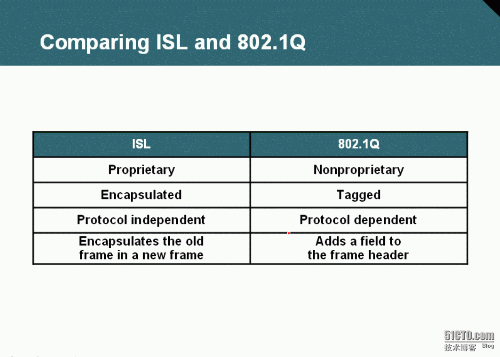 Comparing ISL and 802.1Q
ISL 802.1Q
Proprietary Nonproprietary
Encapsulated Tagged
Protocol independent Protocol dependent
Encapsulates the old Adds a field to
frame in a new frame the frame header
51CTO.com
技术博客 Blog